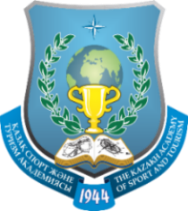 ҚАЗАҚ СПОРТ ЖӘНЕ
ТУРИЗМ АКАДЕМИЯСЫ
THE KAZAKH ACADEMY
OF SPORT AND TOURISM
1944